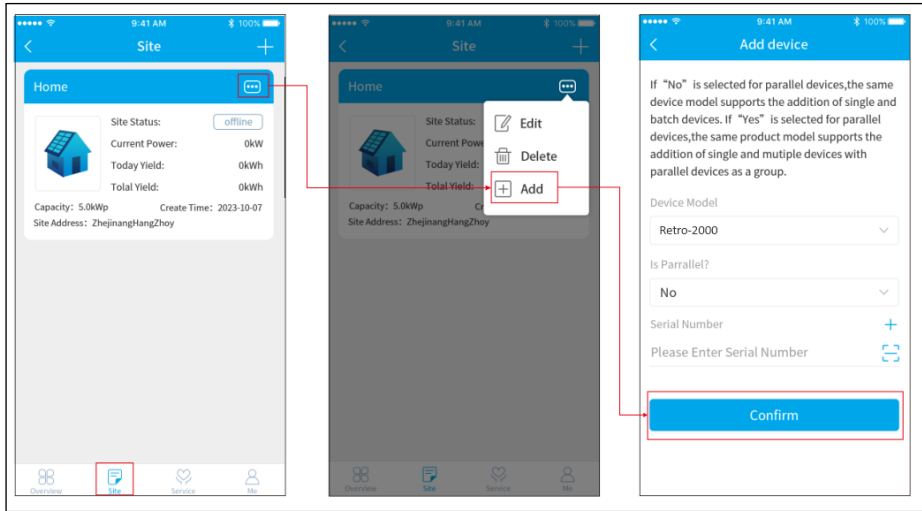 9:41 AM
100%
Site
Home
Site Status:
offline
Current Power:
0kW
Today Yield:
0kWh
Tolal Yield:
0kWh
Capacity: 5.0kWp
Create Time: 2023-10-07
Site Address: ZhejinangHangZhoy
Overview
Site
Service
Me
9:41 AM
100%
Site
Home
Site Status:
Current Powe
Today Yield:
Tolal Yield:
Capacity: 5.0kWp
Cr
Site Address: ZhejinangHangZhoy
Edit
Delete
Add
Overview
Site
Service
Me
9:41 AM
100%
Add device
If “No” is selected for parallel devices,the same
device model supports the addition of single and
batch devices. If “Yes” is selected for parallel
devices,the same product model supports the
addition of single and mutiple devices with
parallel devices as a group.
Device Model
Retro-2000
Is Parrallel?
No
Serial Number
Please Enter Serial Number
Confirm